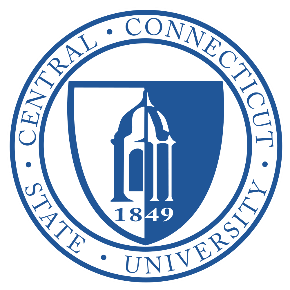 CENTRAL • CONNECTICUT • STATE • UNIVERSITY •
1849